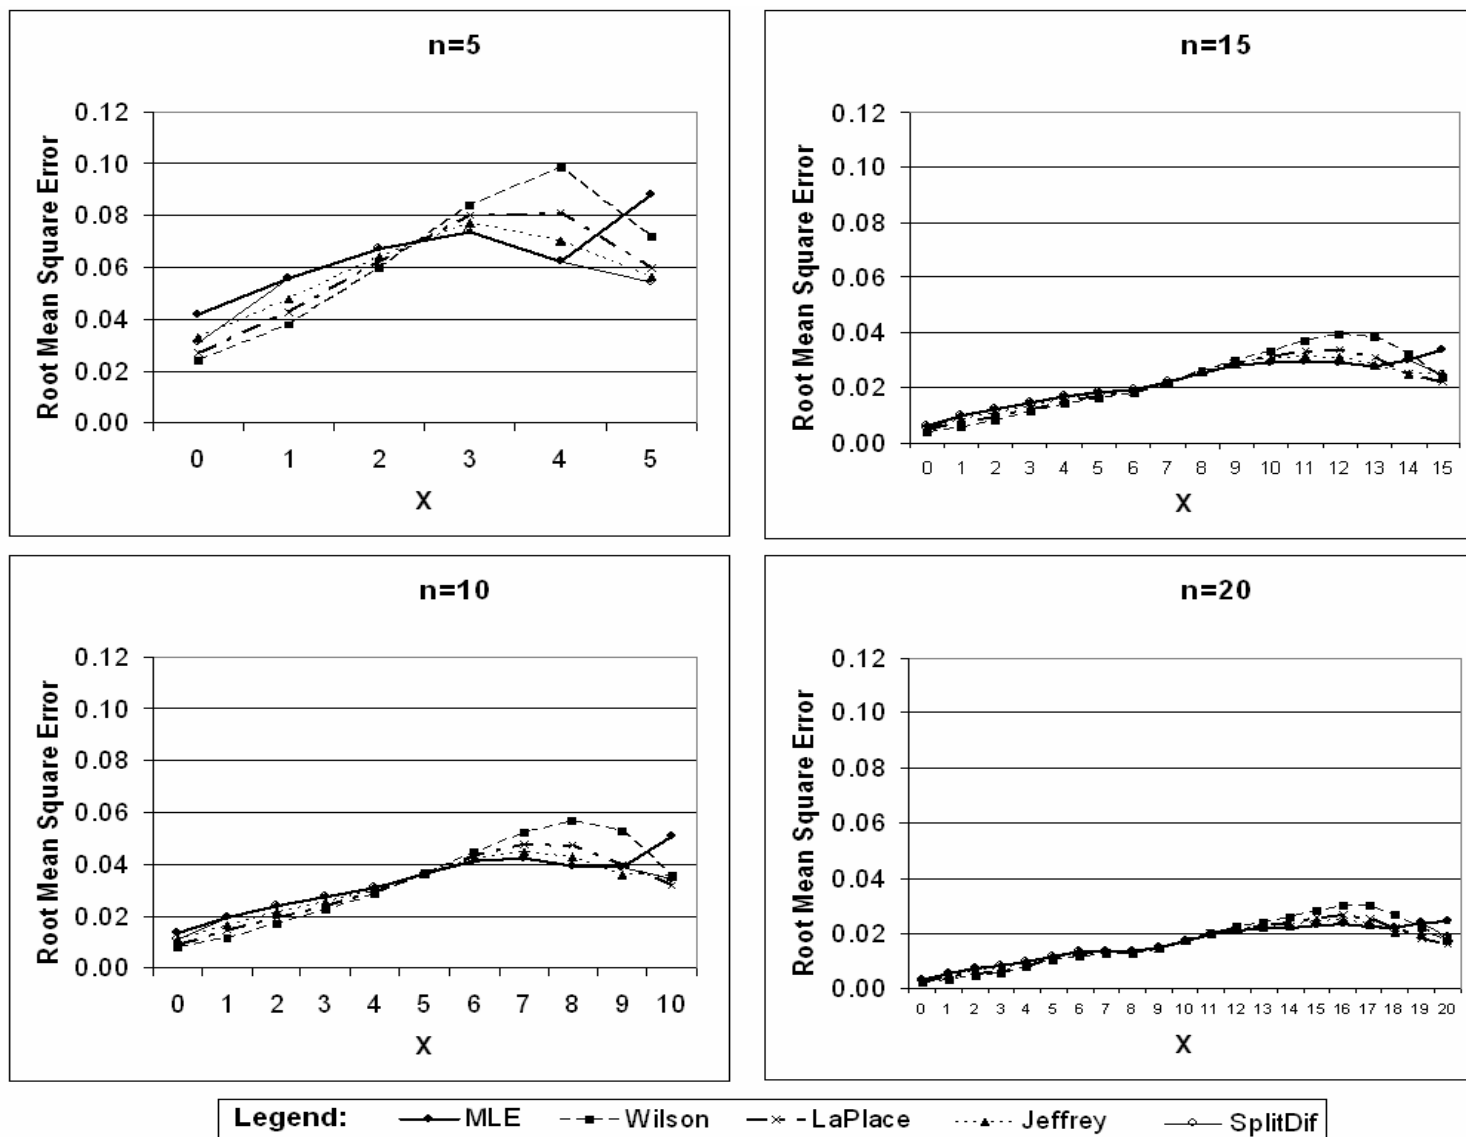 n=5
Root Mean Square Error
0.12
0.10
0.08
0.06
0.04
0.02
0.00
0 1 2 3 4 5
X
n=15
Root Mean Square Error
0.12
0.10
0.08
0.06
0.04
0.02
0.00
0 1 2 3 4 5 6 7 8 9 10 11 12 13 14 15
X
n=10
Root Mean Square Error
0.12
0.10
0.08
0.06
0.04
0.02
0.00
0 1 2 3 4 5 6 7 8 9 10
X
n=20
Root Mean Square Error
0.12
0.10
0.08
0.06
0.04
0.02
0.00
0 1 2 3 4 5 6 7 8 9 10 11 12 13 14 15 16 17 18 19 20
X
Legend: MLE Wilson LaPlace Jeffrey SplitDif